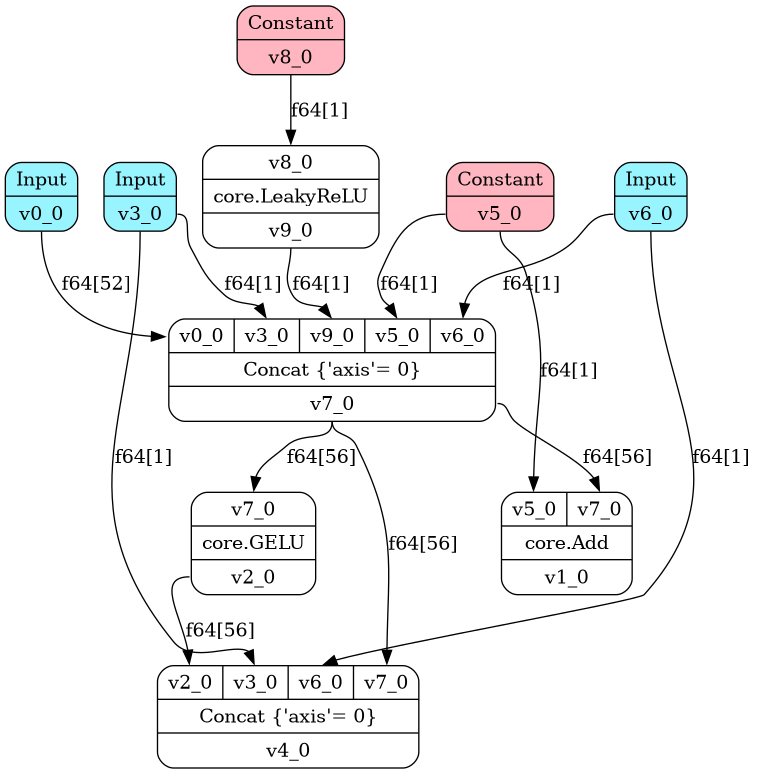 Constant
v8_0
f64[1]
Input
v0_0
Input
v3_0
v8_0
core.LeakyReLU
v9_0
Constant
v5_0
Input
v6_0
f64[52]
f64[1]
f64[1]
f64[1]
f64[1]
v0_0 v3_0 v9_0 v5_0 v6_0
Concat {'axis'= 0}
v7_0
f64[1]
f64[1]
f64[56]
f64[56]
f64[1]
v7_0
core.GELU
v2_0
f64[56]
v5_0 v7_0
core.Add
v1_0
f64[56]
v2_0 v3_0 v6_0 v7_0
Concat {'axis'= 0}
v4_0